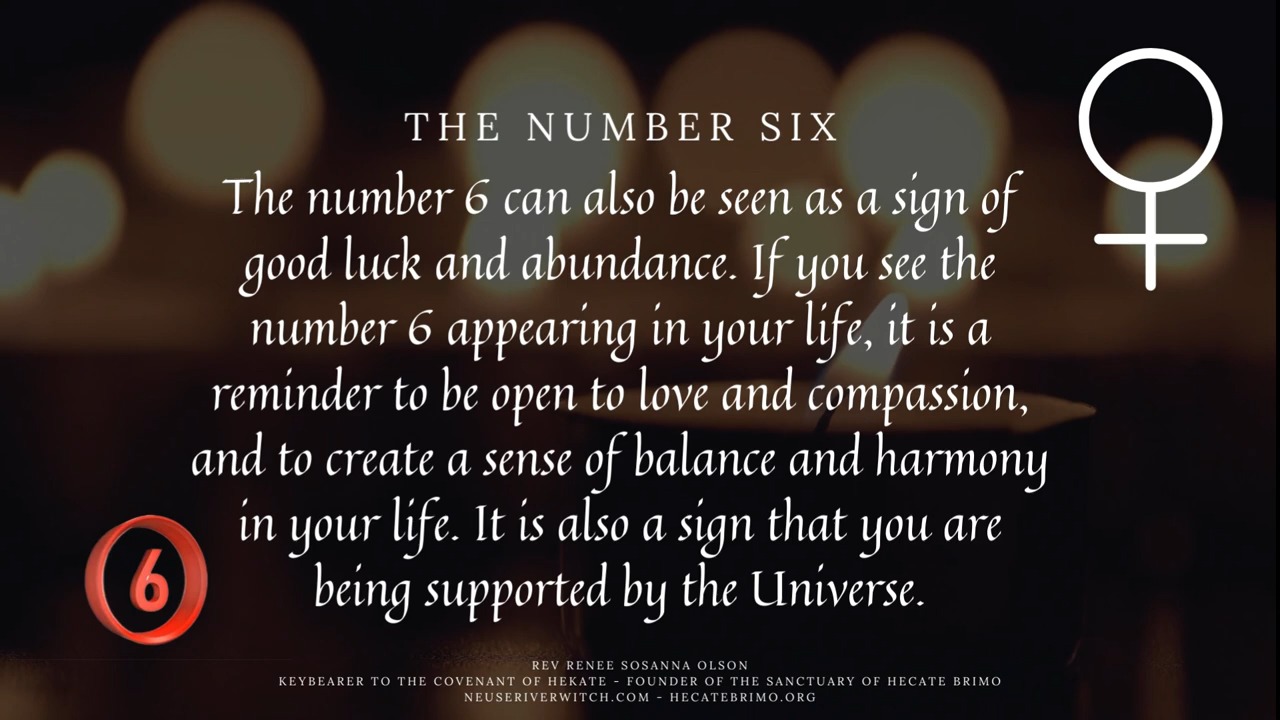 THE NUMBER SIX
The number 6 can also be seen as a sign of
good luck and abundance. If you see the
number 6 appearing in your life, it is a
reminder to be open to love and compassion,
and to create a sense of balance and harmony
in your life. It is also a sign that you are
being supported by the Universe.
6
REV RENEE SOSANNA OLSON
KEYBEARER TO THE COVENANT OF HEKATE - FOUNDER OF THE SANCTUARY OF HECATE BRIMO
NEUSERIVERWITCH.COM - HECATEBRIMO.ORG